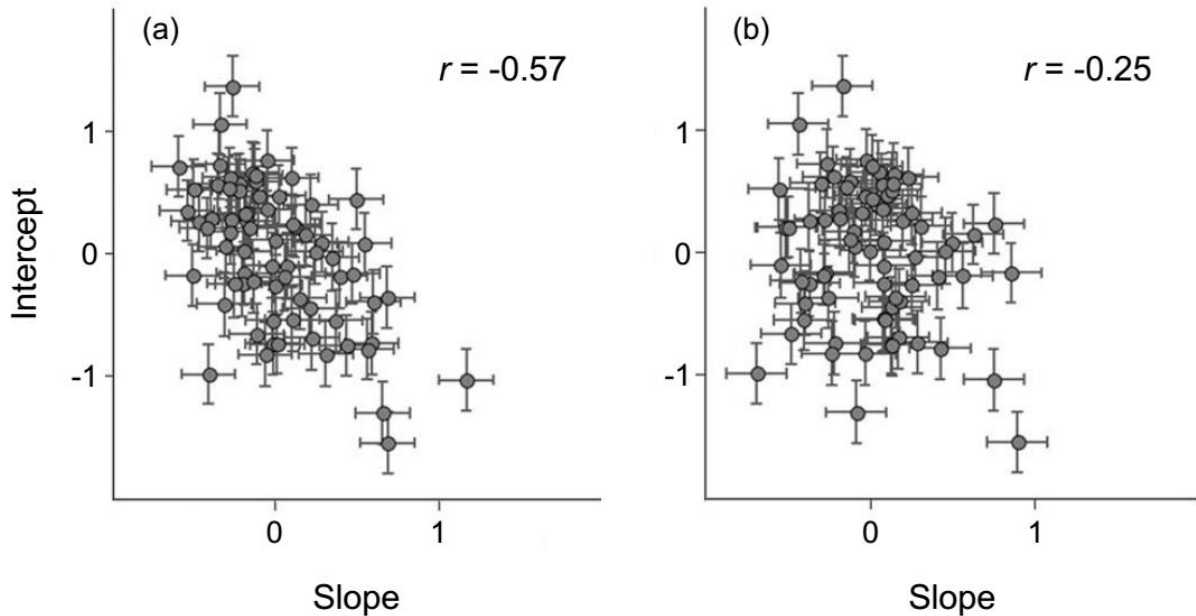 (a)
r = -0.57
Intercept
1
0
-1
0
1
Slope
(b)
r = -0.25
1
0
-1
0
1
Slope